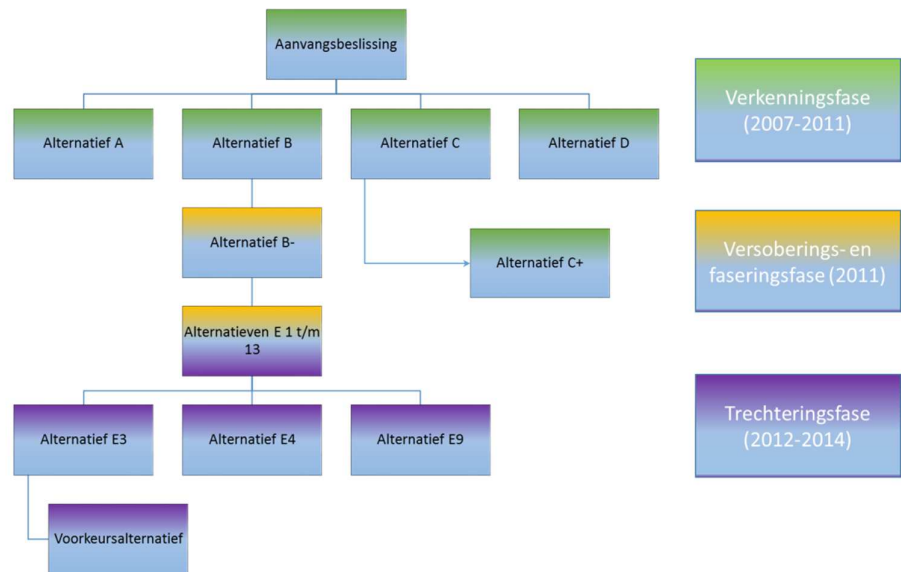 Aanvangsbeslissing
Alternatief A
Alternatief B
Alternatief C
Alternatief D
Alternatief B-
Alternatief C+
Alternatieven E 1 t/m
13
Alternatief E3
Alternatief E4
Alternatief E9
Voorkeursalternatief
Verkenningsfase
(2007-2011)
Versoberings- en
faseringsfase (2011)
Trechteringsfase
(2012-2014)